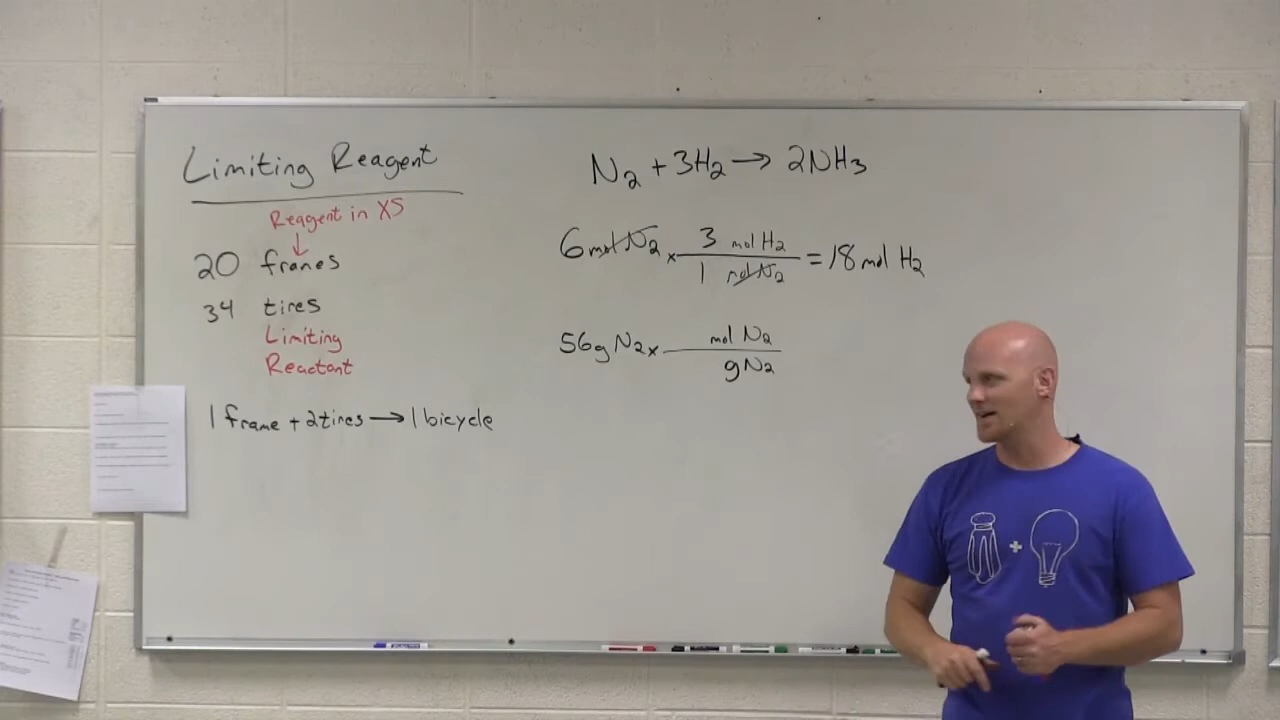 Limiting Reagent
Reagent in XS
↓
20 frames
34 tires
Limiting
Reactant
1 frame + 2 tires → 1 bicycle
N₂ + 3H₂ → 2NH₃
6 mol N₂ x 3 mol H₂ / 1 mol N₂ = 18 mol H₂
56g N₂ x mol N₂ / g N₂
+